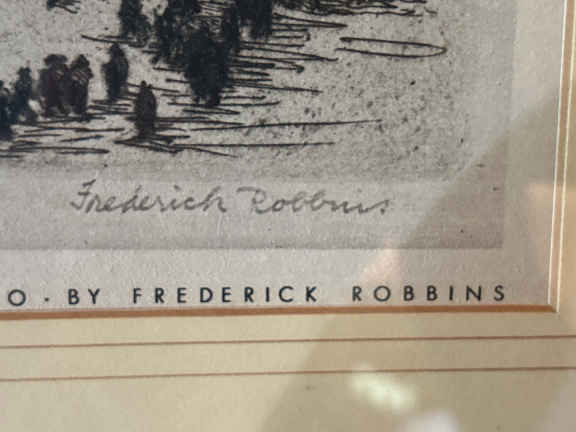 Frederick Robbins.
O · BY FREDERICK ROBBINS